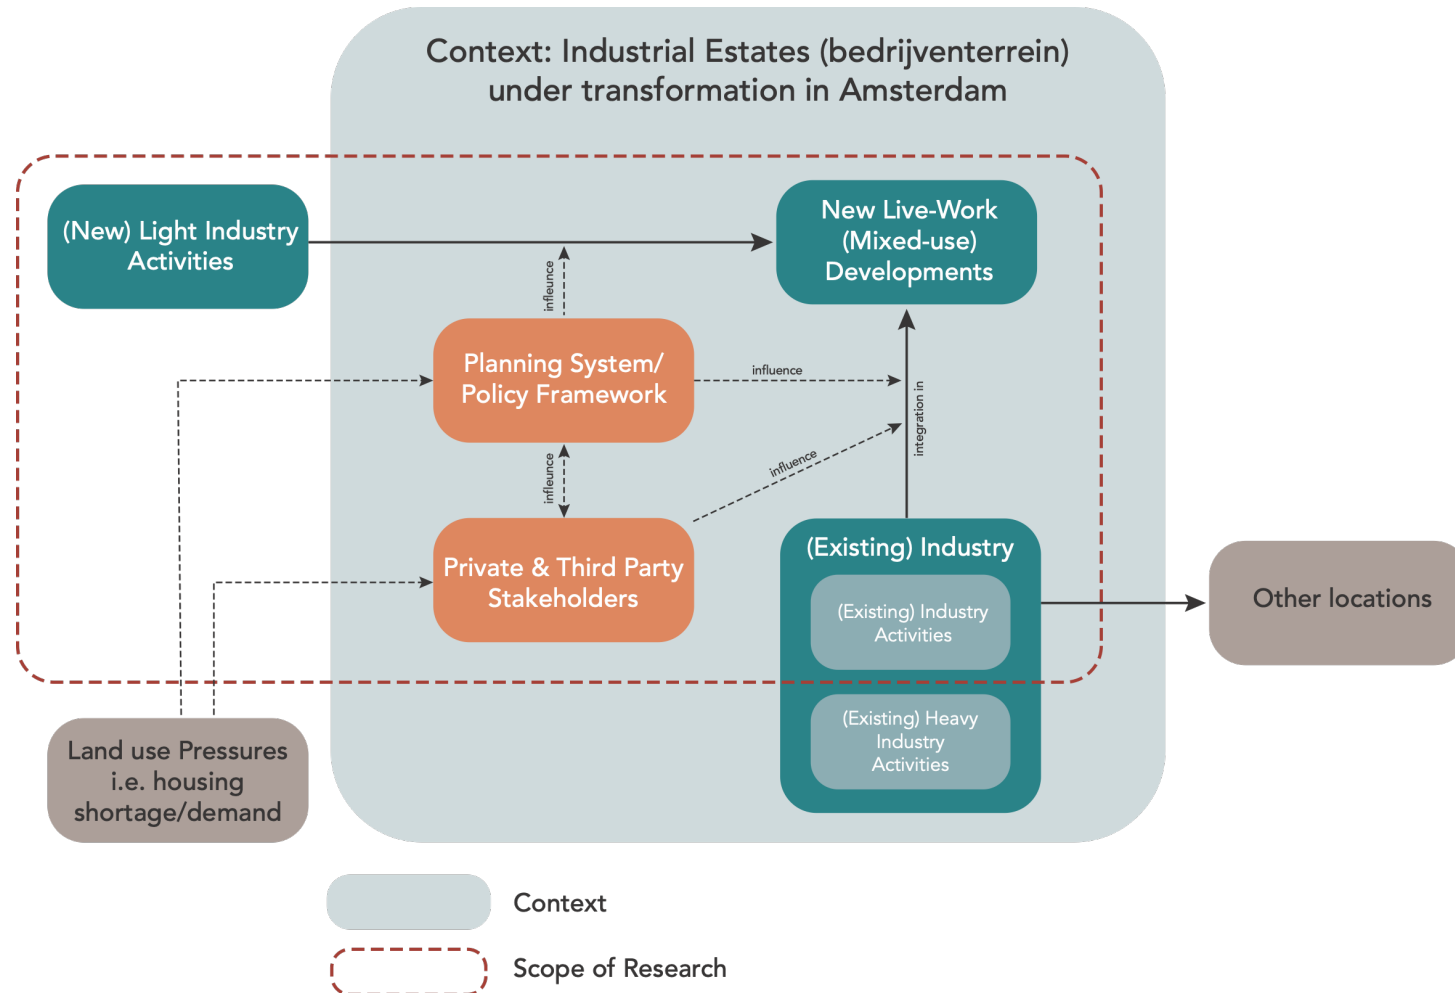 Context: Industrial Estates (bedrijventerrein)
under transformation in Amsterdam
(New) Light Industry
Activities
New Live-Work
(Mixed-use)
Developments
infleunce
Planning System/
Policy Framework
influence
integration in
infleunce
influence
Private & Third Party
Stakeholders
(Existing) Industry
(Existing) Industry
Activities
(Existing) Heavy
Industry
Activities
Other locations
Land use Pressures
i.e. housing
shortage/demand
Context
Scope of Research